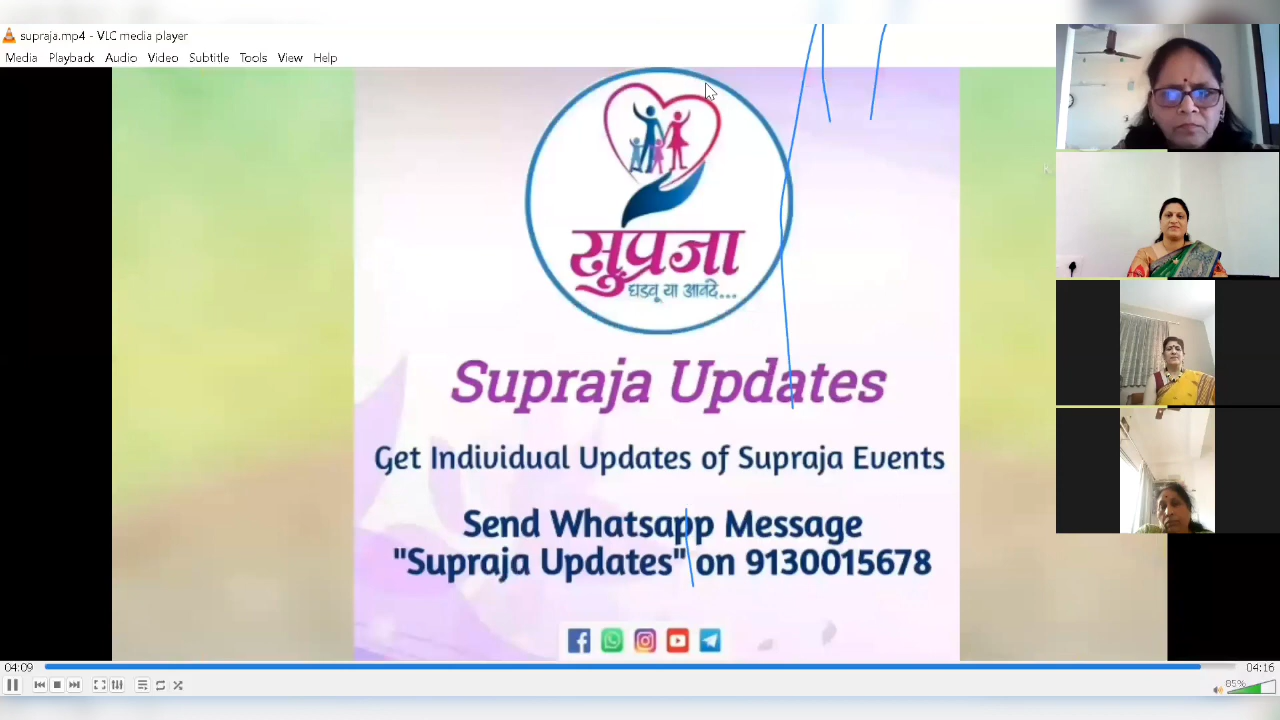 supraja.mp4 - VLC media player
Media Playback Audio Video Subtitle Tools View Help
सुप्रजा
घडवू या आनंदे...
Supraja Updates
Get Individual Updates of Supraja Events
Send Whatsapp Message
"Supraja Updates" on 9130015678
04:09
04:16
85%